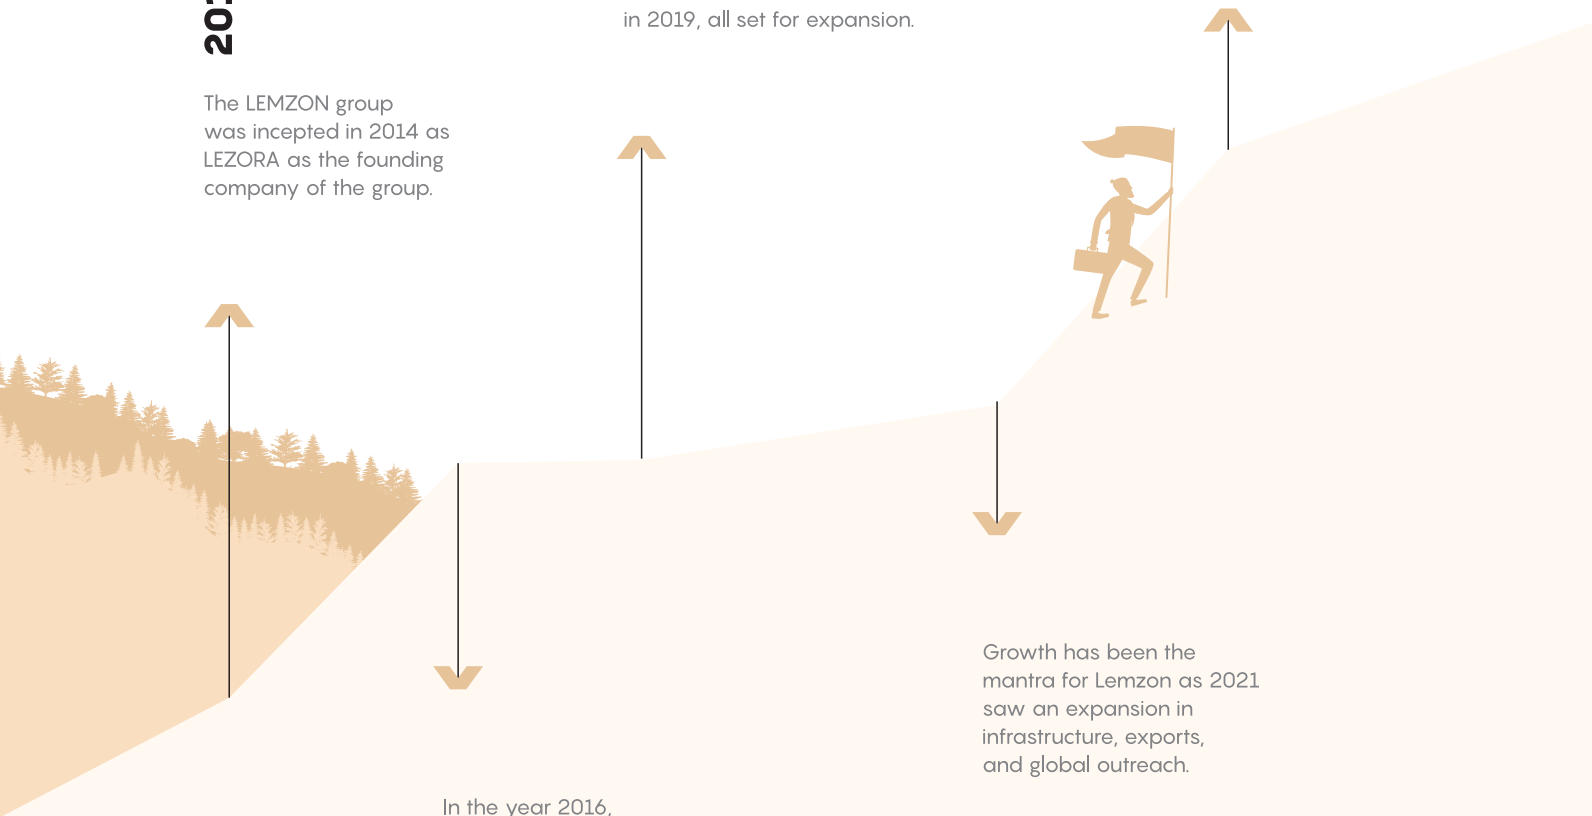 in 2019, all set for expansion.
The LEMZON group
was incepted in 2014 as
LEZORA as the founding
company of the group.
Growth has been the
mantra for Lemzon as 2021
saw an expansion in
infrastructure, exports,
and global outreach.
In the year 2016,